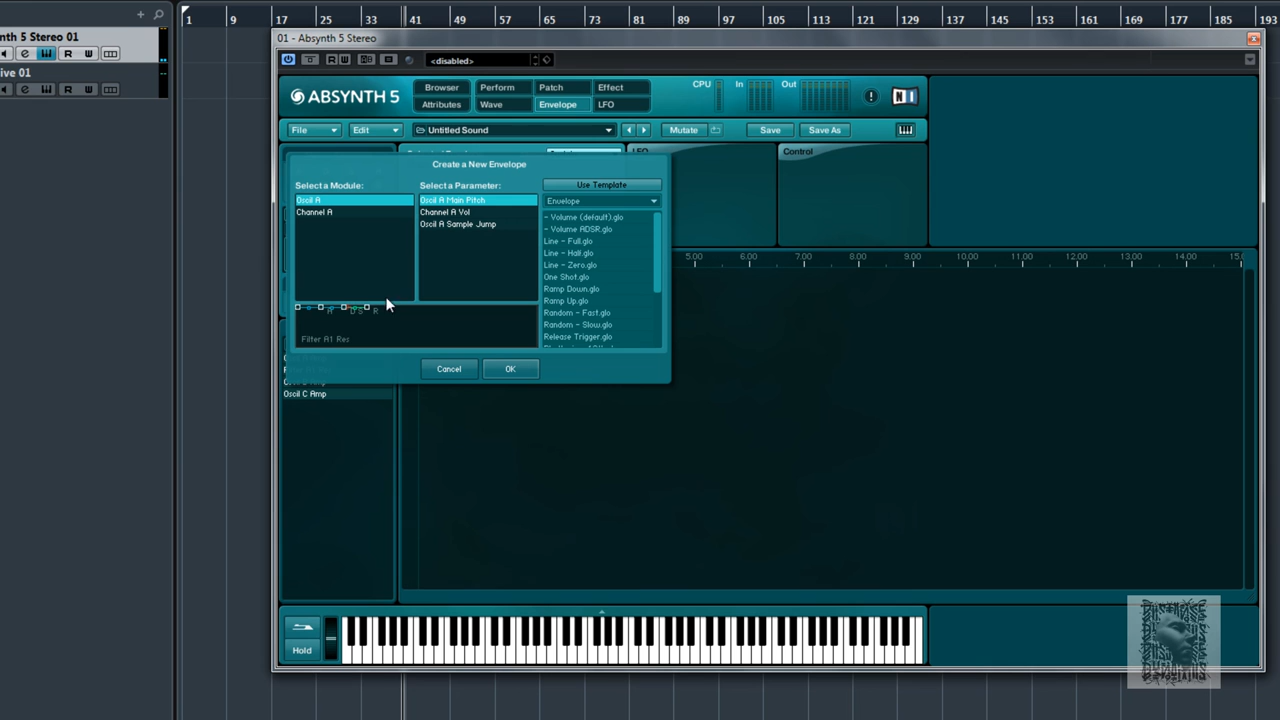 1 9 17 25 33 41 49 57 65 73 81 89 97 105 113 121 129 137 145 153 161 169 177 185 193
nth 5 Stereo 01
R W
ive 01
R W
01 - Absynth 5 Stereo
R W
<disabled>
ABSYNTH 5
Browser Perform Patch Effect
Attributes Wave Envelope LFO
CPU In Out
NI
File Edit Untitled Sound Mutate Save Save As
LFO Control
Create a New Envelope
Select a Module: Select a Parameter: Use Template
Oscil A
Channel A
Oscil A Main Pitch
Channel A Vol
Oscil A Sample Jump
Envelope
- Volume (default).glo
- Volume ADSR.glo
Line - Full.glo
Line - Half.glo
Line - Zero.glo
One Shot.glo
Ramp Down.glo
Ramp Up.glo
Random - Fast.glo
Random - Slow.glo
Release Trigger.glo
A D S R
Filter A1 Res
Cancel OK
5.00 6.00 7.00 8.00 9.00 10.00 11.00 12.00 13.00 14.00 15.0
Oscil C Amp
Hold